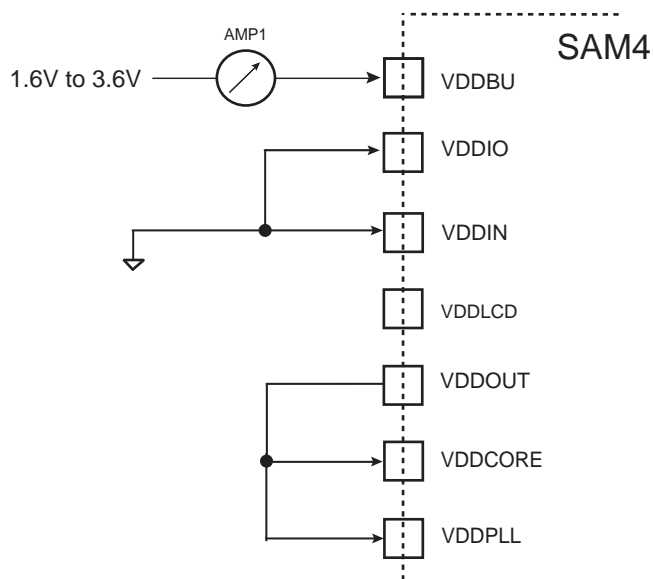 AMP1
SAM4
1.6V to 3.6V
VDDBU
VDDIO
VDDIN
VDDLCD
VDDOUT
VDDCORE
VDDPLL